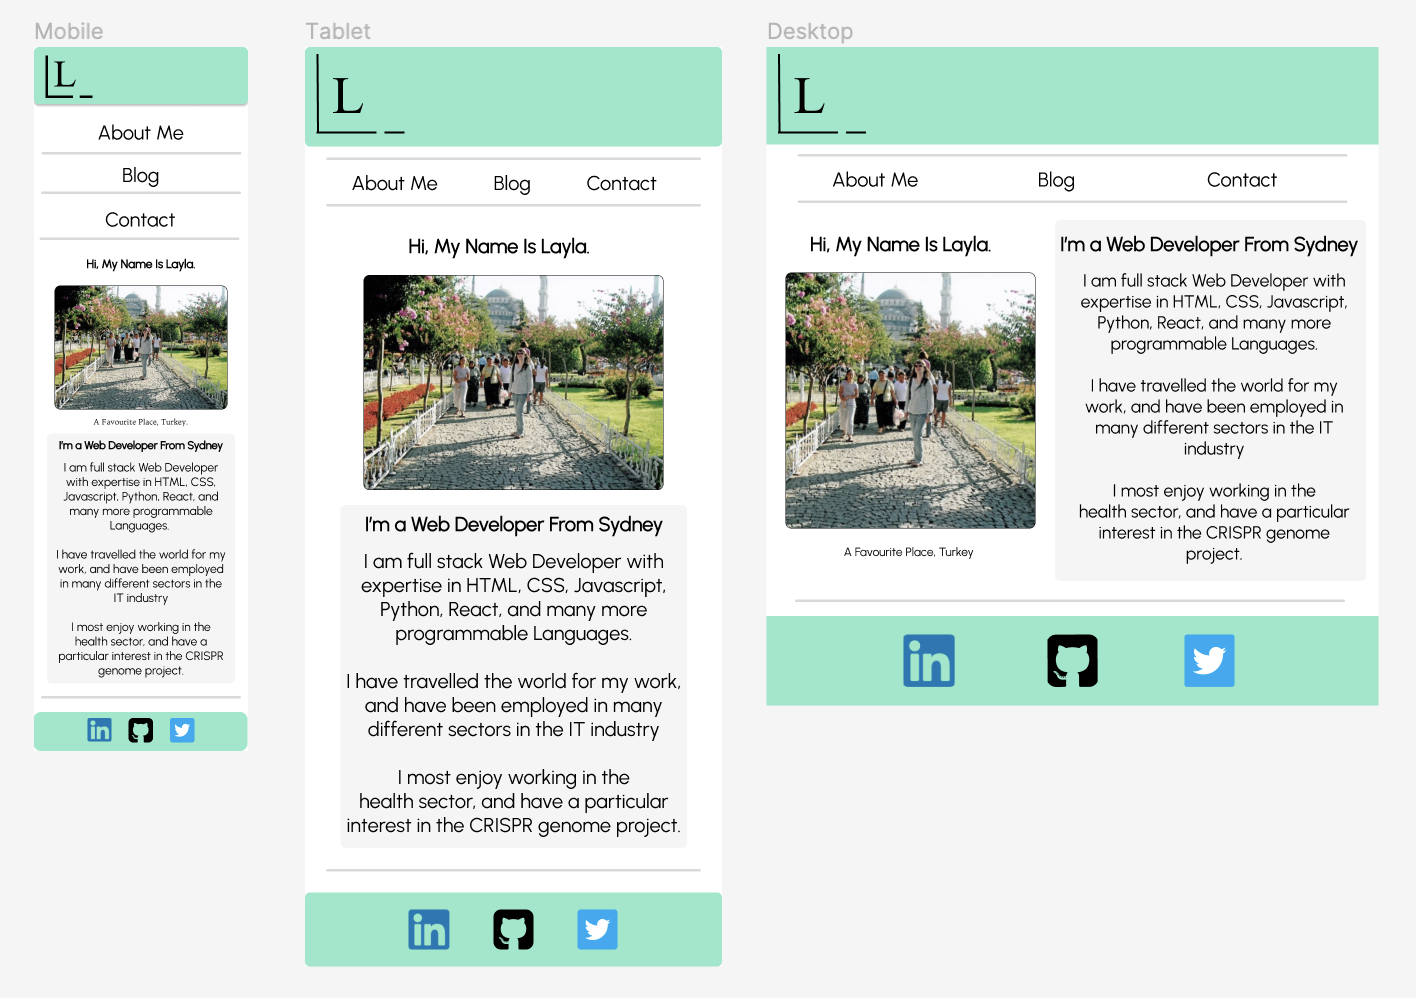 Mobile
L
About Me
Blog
Contact
Hi, My Name Is Layla.
A Favourite Place, Turkey.
I'm a Web Developer From Sydney
I am full stack Web Developer
with expertise in HTML, CSS,
Javascript, Python, React, and
many more programmable
Languages.
I have travelled the world for my
work, and have been employed
in many different sectors in the
IT industry
I most enjoy working in the
health sector, and have a
particular interest in the CRISPR
genome project.
in
Tablet
L
About Me
Blog
Contact
Hi, My Name Is Layla.
I'm a Web Developer From Sydney
I am full stack Web Developer with
expertise in HTML, CSS, Javascript,
Python, React, and many more
programmable Languages.
I have travelled the world for my work,
and have been employed in many
different sectors in the IT industry
I most enjoy working in the
health sector, and have a particular
interest in the CRISPR genome project.
in
Desktop
L
About Me
Blog
Contact
Hi, My Name Is Layla.
A Favourite Place, Turkey
I'm a Web Developer From Sydney
I am full stack Web Developer with
expertise in HTML, CSS, Javascript,
Python, React, and many more
programmable Languages.
I have travelled the world for my
work, and have been employed in
many different sectors in the IT
industry
I most enjoy working in the
health sector, and have a particular
interest in the CRISPR genome
project.
in